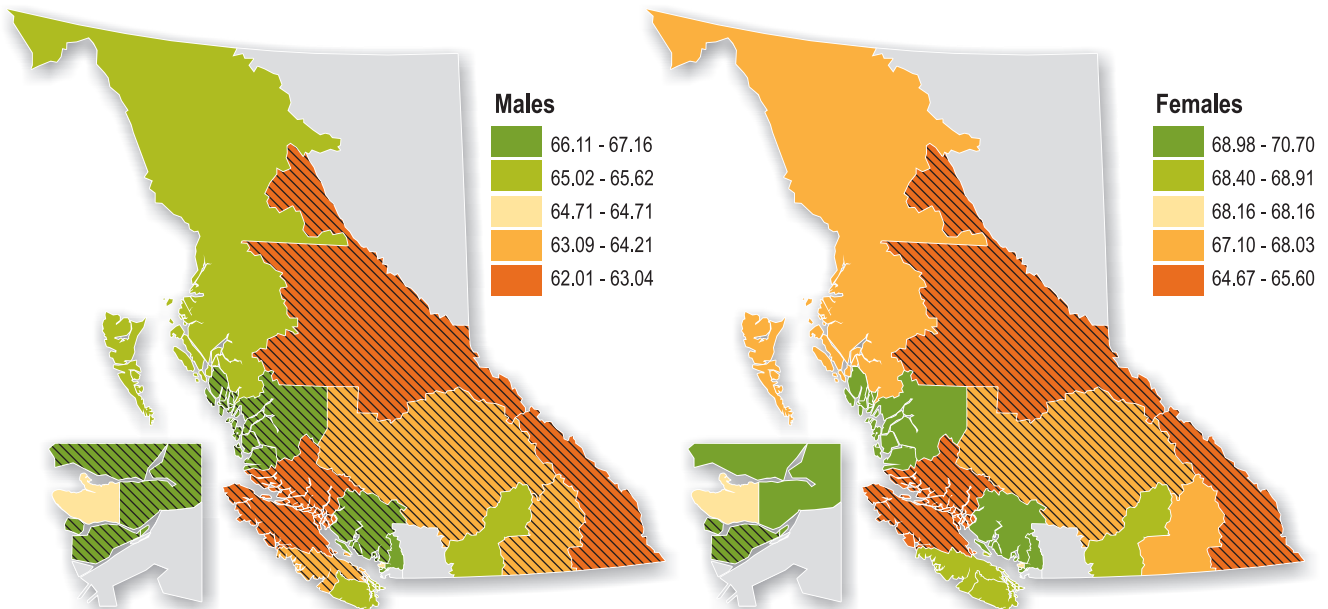 Males
66.11 - 67.16
65.02 - 65.62
64.71 - 64.71
63.09 - 64.21
62.01 - 63.04
Females
68.98 - 70.70
68.40 - 68.91
68.16 - 68.16
67.10 - 68.03
64.67 - 65.60